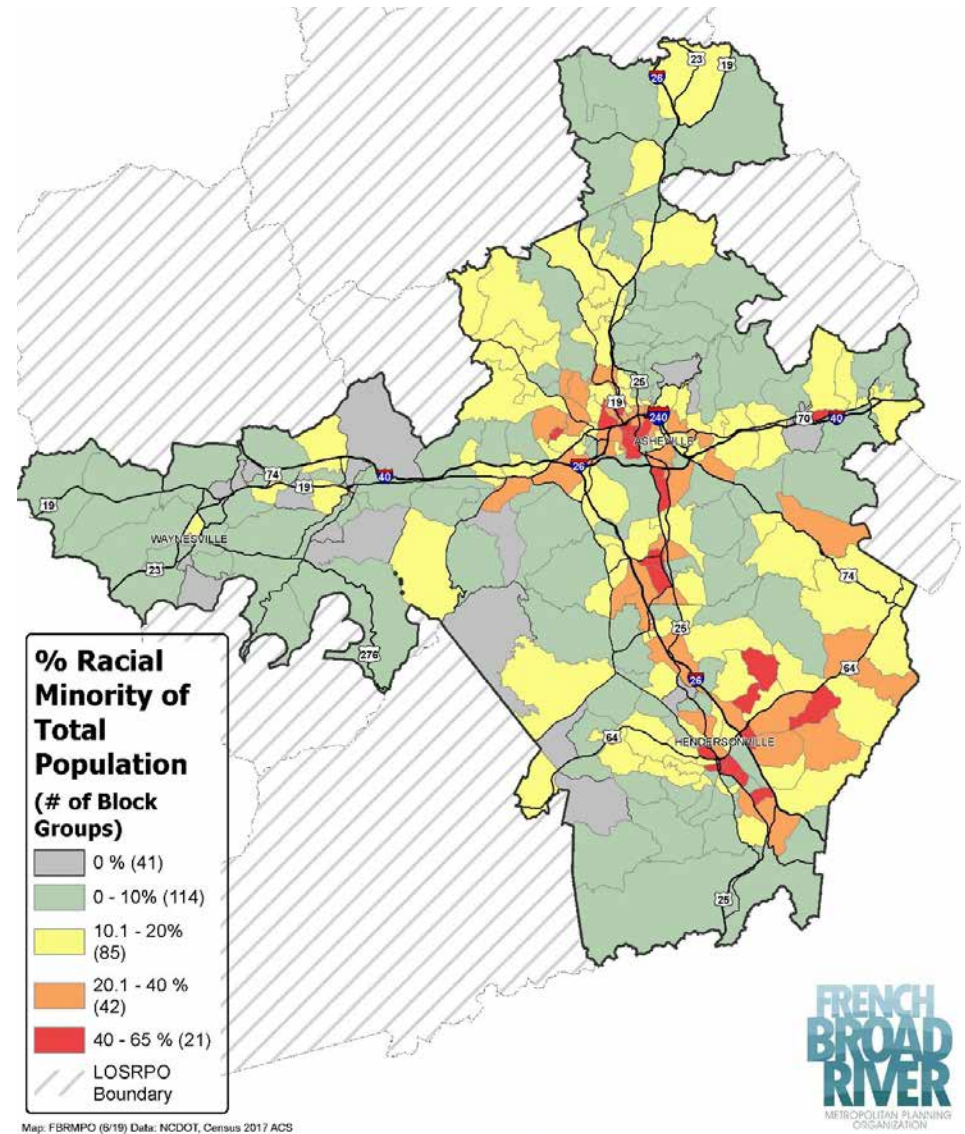 23
19
26
25
19
240
ASHEVILLE
70
40
26
74
19
40
19
WAYNESVILLE
23
74
276
25
64
26
64
HENDERSONVILLE
25
% Racial
Minority of
Total
Population
(# of Block
Groups)
0 % (41)
0 - 10% (114)
10.1 - 20%
(85)
20.1 - 40 %
(42)
40 - 65 % (21)
LOSRPO
Boundary
FRENCH
BROAD
RIVER
METROPOLITAN PLANNING
ORGANIZATION
Map: FBRMPO (6/19) Data: NCDOT, Census 2017 ACS